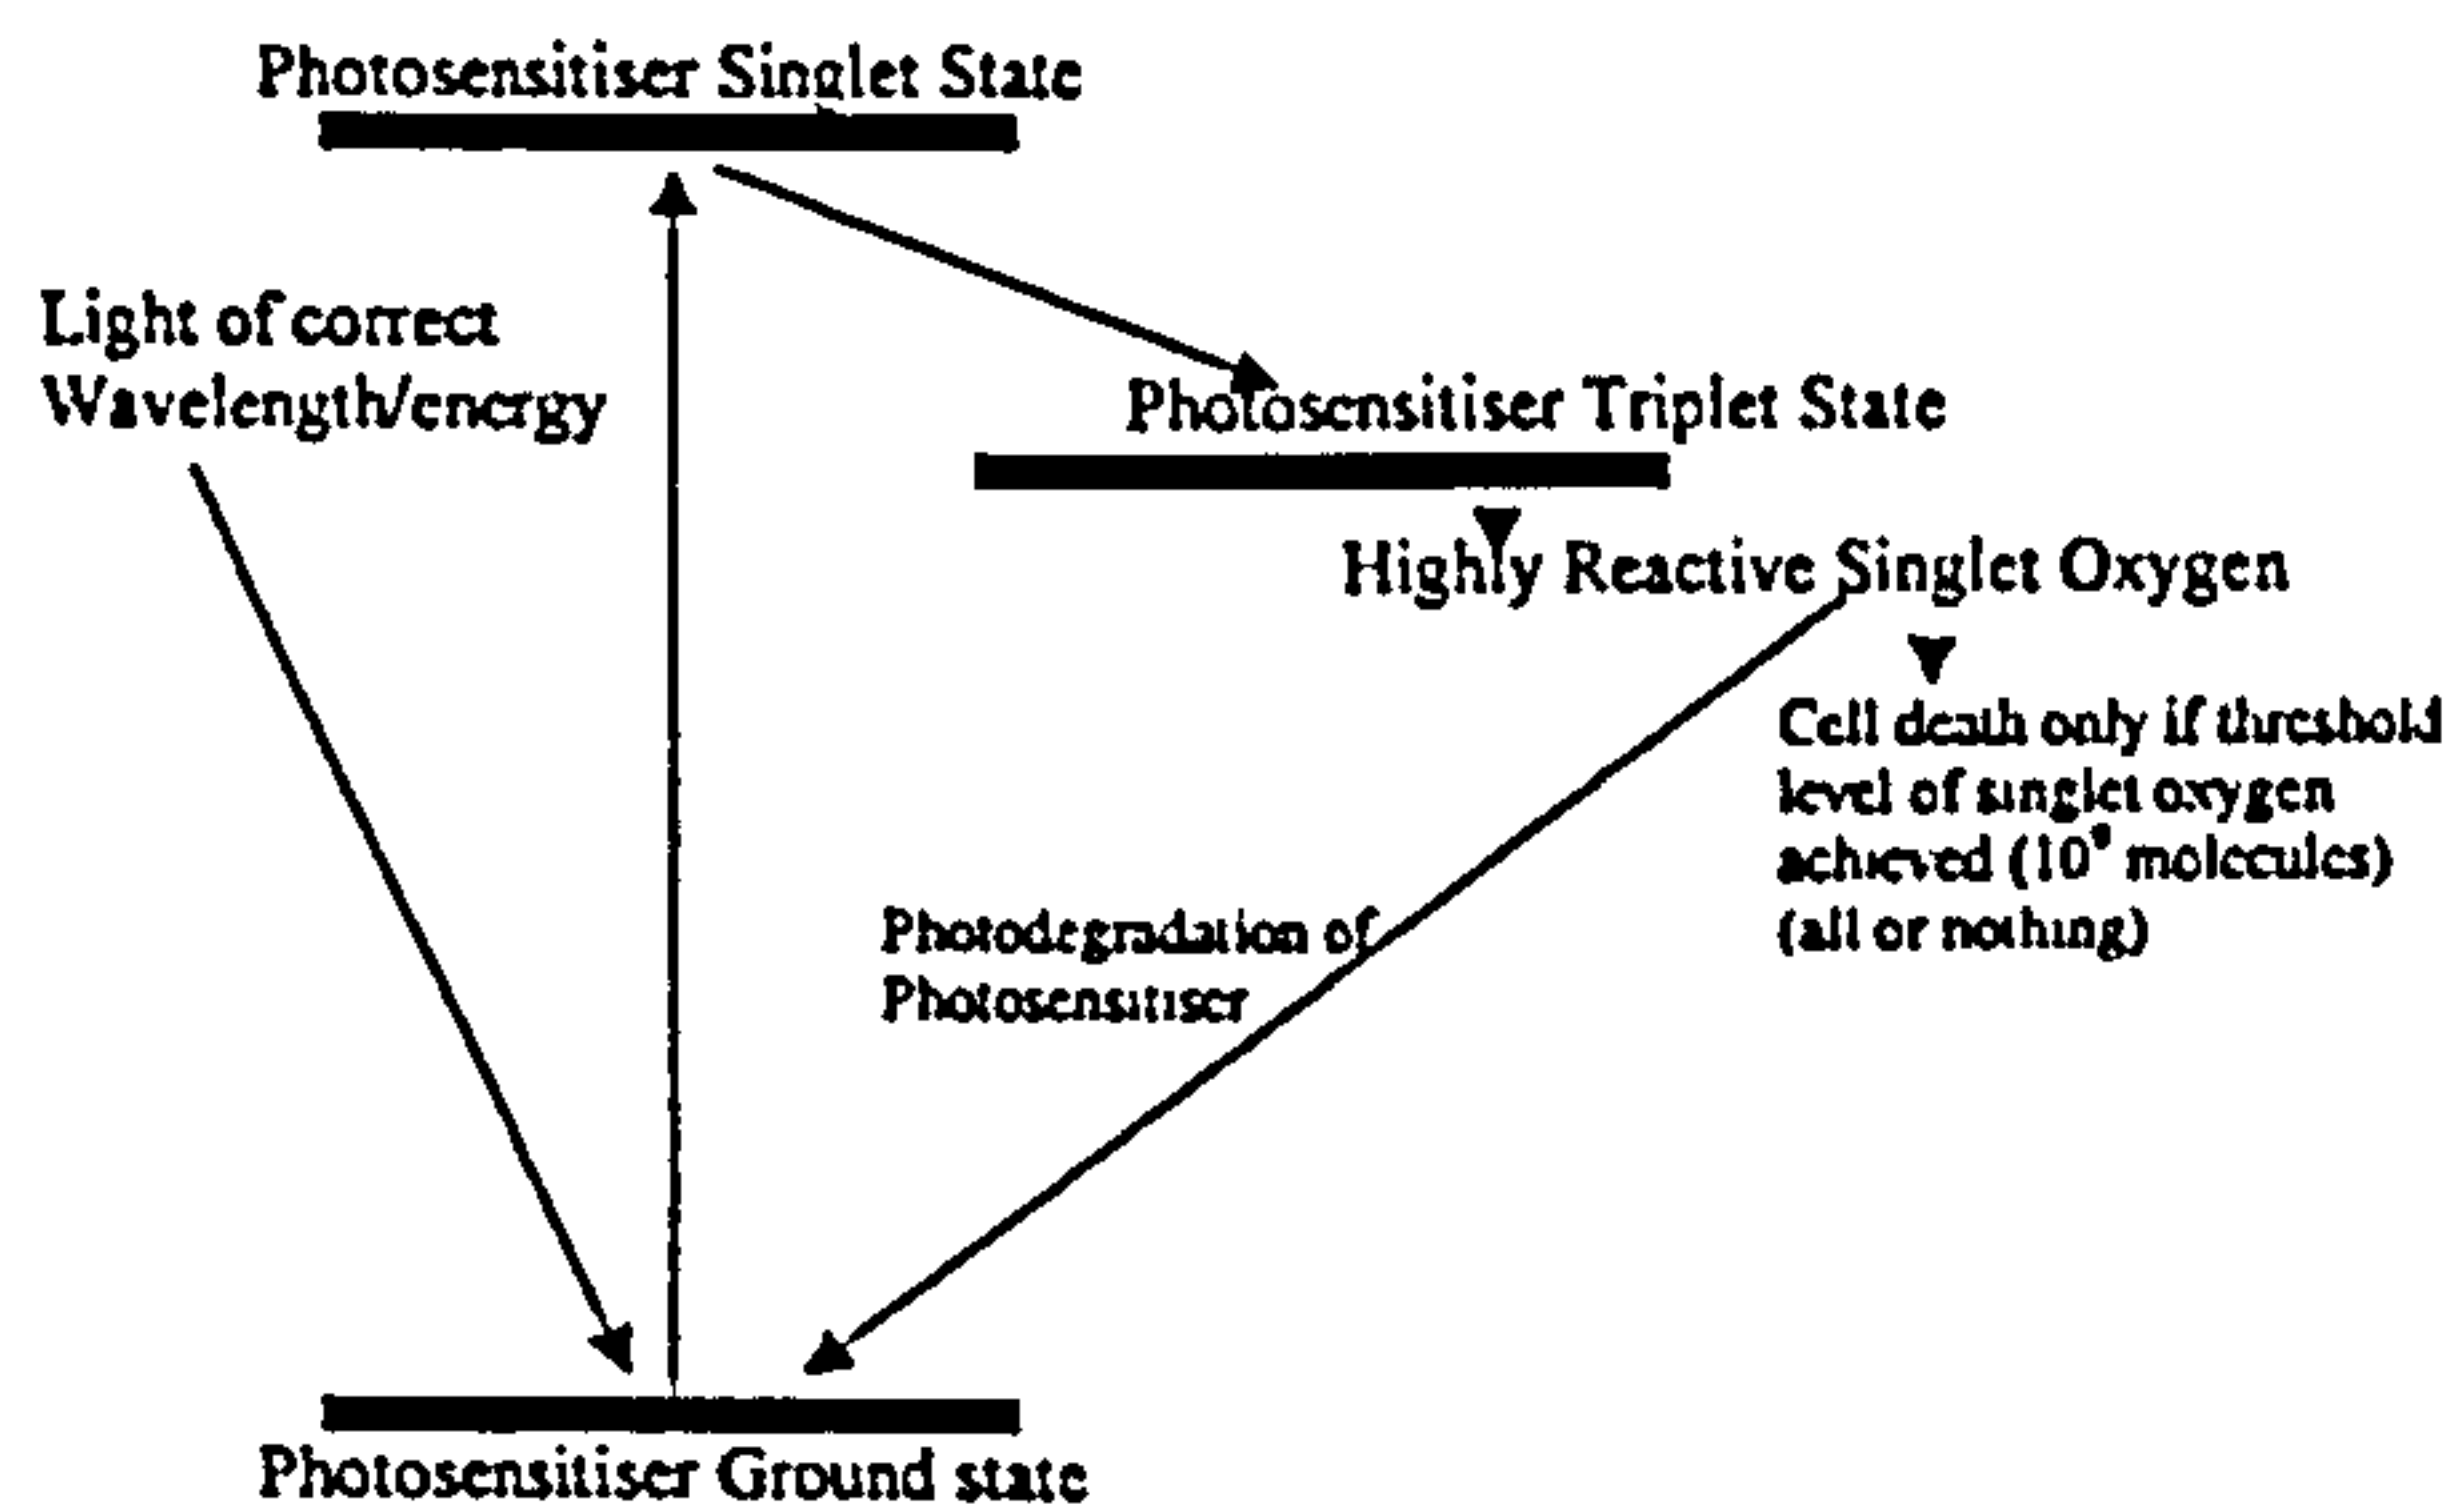 Photosensitiser Singlet State
Light of correct
Wavelength/energy
Photosensitiser Triplet State
Highly Reactive Singlet Oxygen
Cell death only if threshold
level of singlet oxygen
achieved (10⁹ molecules)
(all or nothing)
Photodegradation of
Photosensitiser
Photosensitiser Ground state